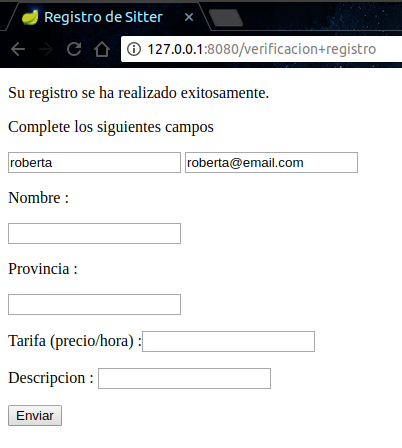 Registro de Sitter
127.0.0.1:8080/verificacion+registro
Su registro se ha realizado exitosamente.
Complete los siguientes campos
roberta roberta@email.com
Nombre :
Provincia :
Tarifa (precio/hora) :
Descripcion :
Enviar